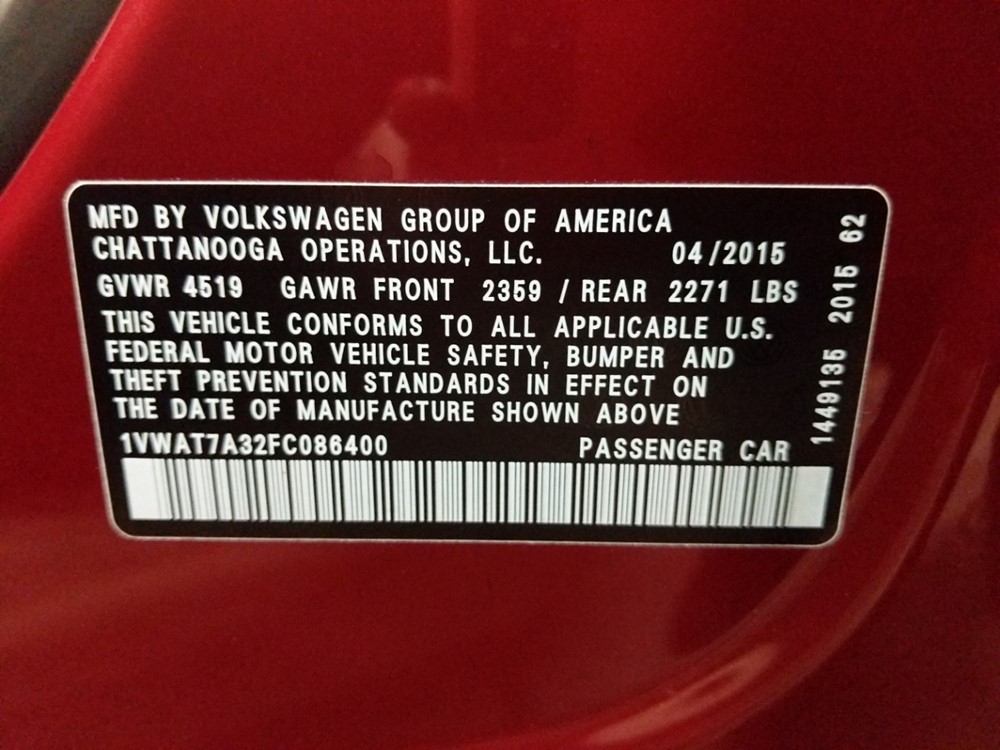 MFD BY VOLKSWAGEN GROUP OF AMERICA
CHATTANOOGA OPERATIONS, LLC. 04/2015
GVWR 4519 GAWR FRONT 2359 / REAR 2271 LBS
THIS VEHICLE CONFORMS TO ALL APPLICABLE U.S.
FEDERAL MOTOR VEHICLE SAFETY, BUMPER AND
THEFT PREVENTION STANDARDS IN EFFECT ON
THE DATE OF MANUFACTURE SHOWN ABOVE
1VWAT7A32FC086400 PASSENGER CAR
1449135 2015 62